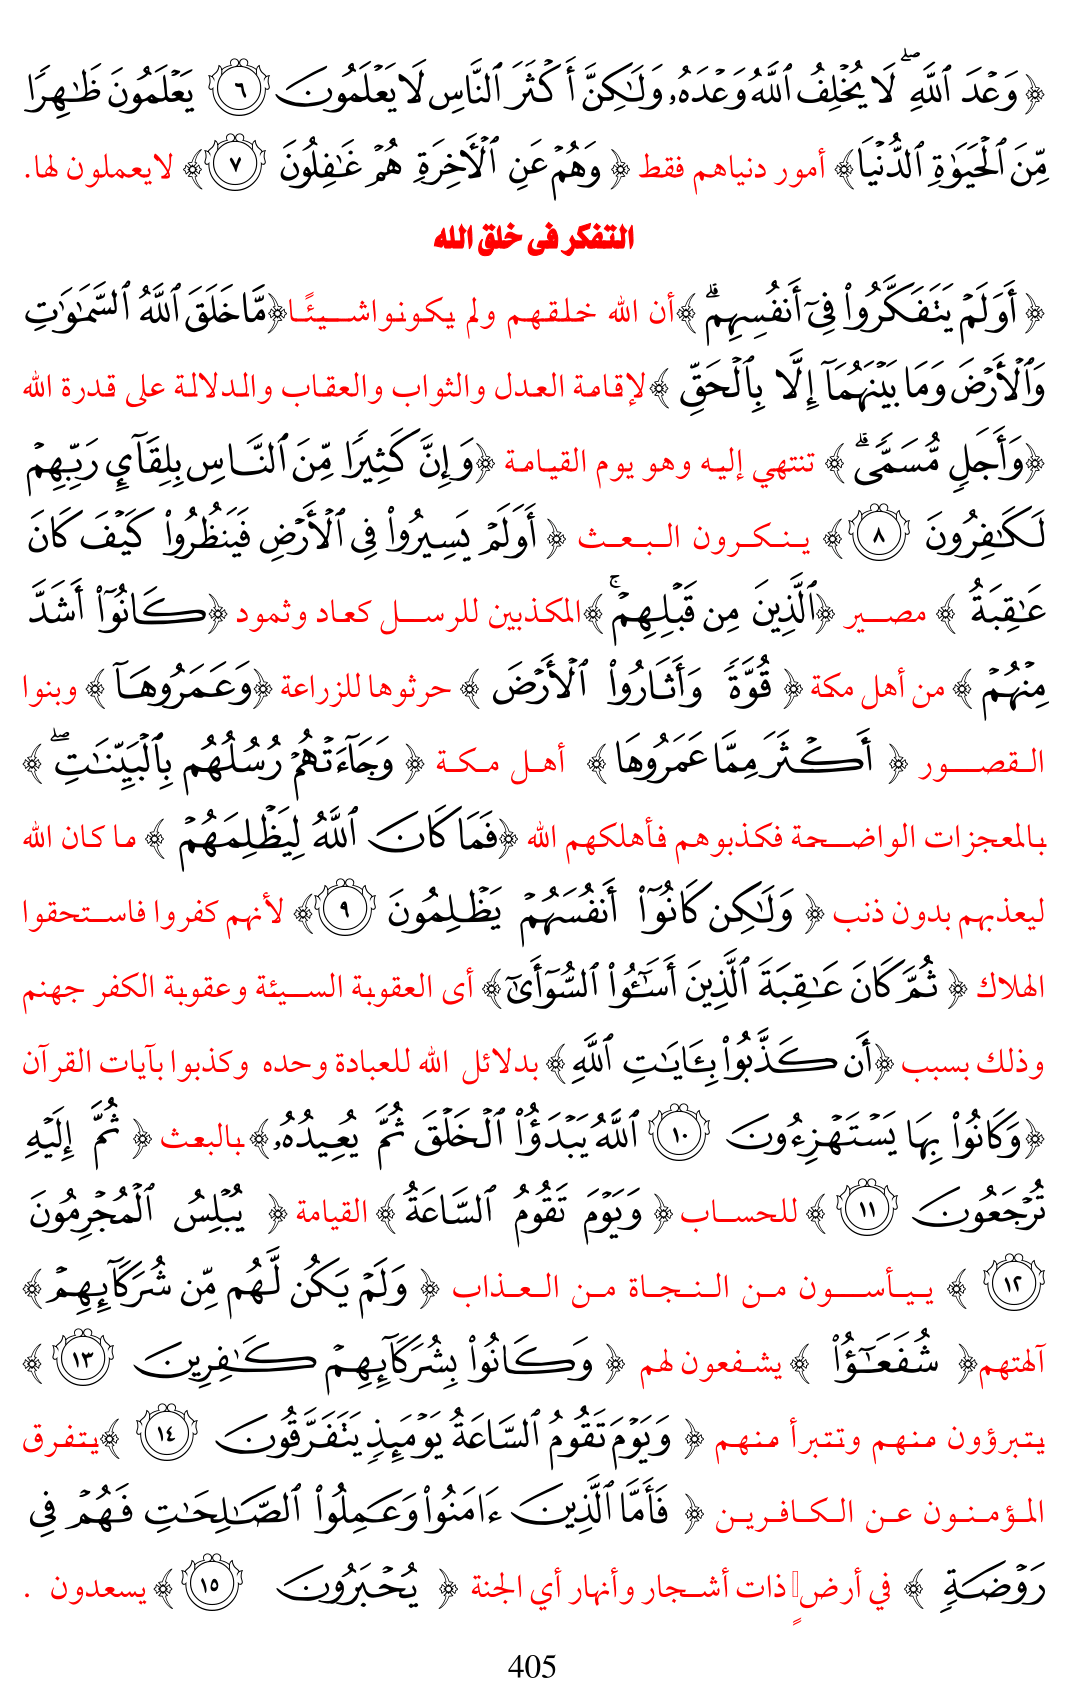 ﴿ وَعْدَ ٱللَّهِ ۖ لَا يُخْلِفُ ٱللَّهُ وَعْدَهُۥ وَلَـٰكِنَّ أَكْثَرَ ٱلنَّاسِ لَا يَعْلَمُونَ ٦ يَعْلَمُونَ ظَـٰهِرًا
مِّنَ ٱلْحَيَوٰةِ ٱلدُّنْيَا﴾ أمور دنياهم فقط ﴿ وَهُمْ عَنِ ٱلْأَخِرَةِ هُمْ غَـٰفِلُونَ ٧﴾ لايعملون لها.
التفكر فى خلق الله
﴿ أَوَلَمْ يَتَفَكَّرُوا۟ فِىٓ أَنفُسِهِم ۗ ﴾أن الله خلقهم ولم يكونواشيئًا﴿مَّا خَلَقَ ٱللَّهُ ٱلسَّمَـٰوَٰتِ
وَٱلْأَرْضَ وَمَا بَيْنَهُمَآ إِلَّا بِٱلْحَقِّ ﴾لإقامة العدل والثواب والعقاب والدلالة على قدرة الله
﴿وَأَجَلٍ مُّسَمًّى ۗ ﴾ تنتهي إليه وهو يوم القيامة ﴿وَإِنَّ كَثِيرًا مِّنَ ٱلنَّاسِ بِلِقَآىِٕ رَبِّهِمْ
لَكَـٰفِرُونَ ٨﴾ ينكرون البعث ﴿ أَوَلَمْ يَسِيرُوا۟ فِى ٱلْأَرْضِ فَيَنظُرُوا۟ كَيْفَ كَانَ
عَـٰقِبَةُ ﴾ مصير ﴿ٱلَّذِينَ مِن قَبْلِهِمْ ۚ ﴾المكذبين للرسل كعاد وثمود ﴿كَانُوٓا۟ أَشَدَّ
مِنْهُمْ ﴾ من أهل مكة ﴿ قُوَّةً وَأَثَارُوا۟ ٱلْأَرْضَ ﴾ حرثوها للزراعة ﴿وَعَمَرُوهَآ ﴾ وبنوا
القصور ﴿ أَكْثَرَ مِمَّا عَمَرُوهَا ﴾ أهل مكة ﴿ وَجَآءَتْهُمْ رُسُلُهُم بِٱلْبَيِّنَـٰتِ ۖ ﴾
بالمعجزات الواضحة فكذبوهم فأهلكهم الله ﴿فَمَا كَانَ ٱللَّهُ لِيَظْلِمَهُمْ ﴾ ما كان الله
ليعذبهم بدون ذنب ﴿ وَلَـٰكِن كَانُوٓا۟ أَنفُسَهُمْ يَظْلِمُونَ ٩﴾ لأنهم كفروا فاستحقوا
الهلاك ﴿ ثُمَّ كَانَ عَـٰقِبَةَ ٱلَّذِينَ أَسَـٰٓـُٔوا۟ ٱلسُّوٓأَىٰٓ﴾ أى العقوبة السيئة وعقوبة الكفر جهنم
وذلك بسبب ﴿أَن كَذَّبُوا۟ بِـَٔايَـٰتِ ٱللَّهِ﴾ بدلائل الله للعبادة وحده وكذبوا بآيات القرآن
﴿وَكَانُوا۟ بِهَا يَسْتَهْزِءُونَ ١٠ ٱللَّهُ يَبْدَؤُا۟ ٱلْخَلْقَ ثُمَّ يُعِيدُهُۥ﴾بالبعث ﴿ ثُمَّ إِلَيْهِ
تُرْجَعُونَ ١١ ﴾ للحساب ﴿ وَيَوْمَ تَقُومُ ٱلسَّاعَةُ﴾ القيامة ﴿ يُبْلِسُ ٱلْمُجْرِمُونَ
١٢ ﴾ ييأسون من النجاة من العذاب ﴿ وَلَمْ يَكُن لَّهُم مِّن شُرَكَآئِهِمْ﴾
آلهتهم﴿ شُفَعَـٰٓؤُا۟ ﴾ يشفعون لهم ﴿ وَكَانُوا۟ بِشُرَكَآئِهِمْ كَـٰفِرِينَ ١٣ ﴾
يتبرؤون منهم وتتبرأ منهم ﴿ وَيَوْمَ تَقُومُ ٱلسَّاعَةُ يَوْمَئِذٍ يَتَفَرَّقُونَ ١٤ ﴾يتفرق
المؤمنون عن الكافرين ﴿ فَأَمَّا ٱلَّذِينَ ءَامَنُوا۟ وَعَمِلُوا۟ ٱلصَّـٰلِحَـٰتِ فَهُمْ فِى
رَوْضَةٍ ﴾ في أرضٍ ذات أشجار وأنهار أي الجنة ﴿ يُحْبَرُونَ ١٥ ﴾ يسعدون .
405